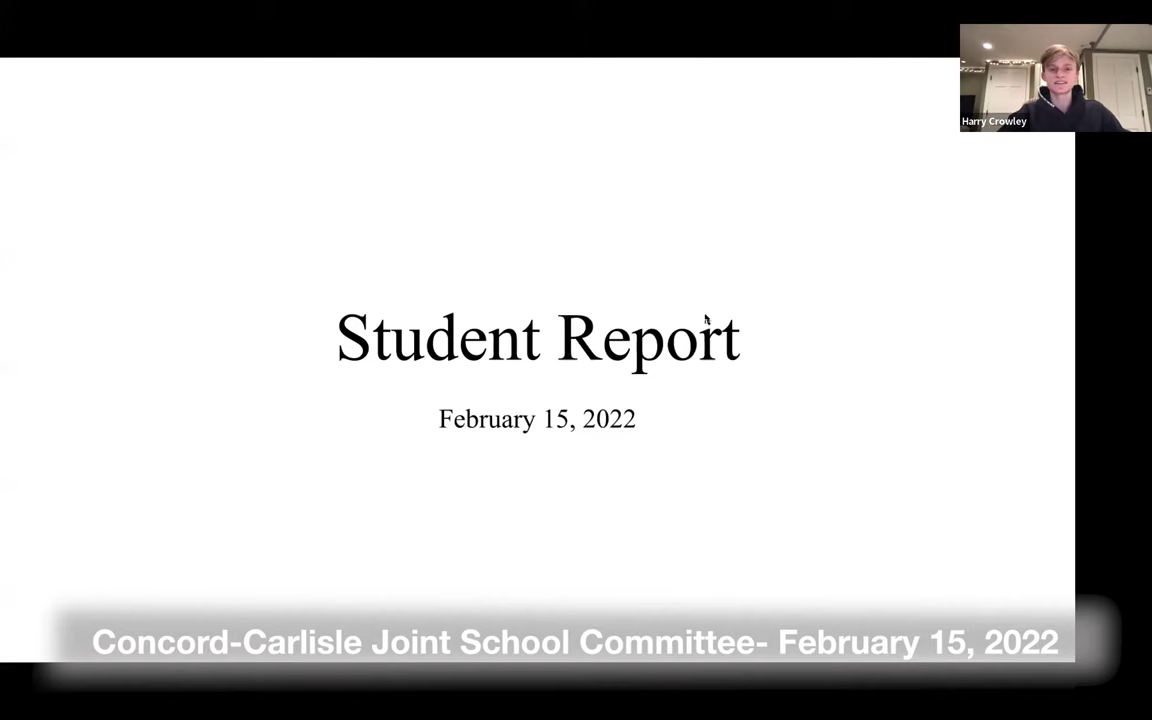 Harry Crowley
Student Report
February 15, 2022
Concord-Carlisle Joint School Committee- February 15, 2022